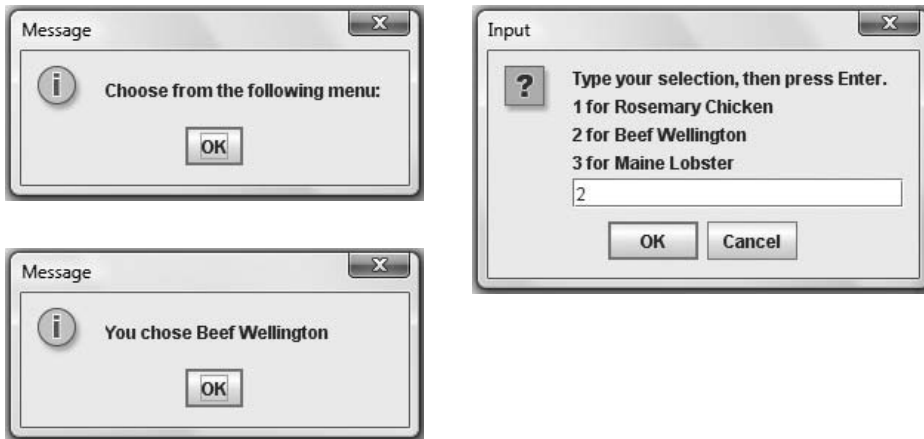 Message
X
i
Choose from the following menu:
OK
Input
X
?
Type your selection, then press Enter.
1 for Rosemary Chicken
2 for Beef Wellington
3 for Maine Lobster
2
OK
Cancel
Message
X
i
You chose Beef Wellington
OK